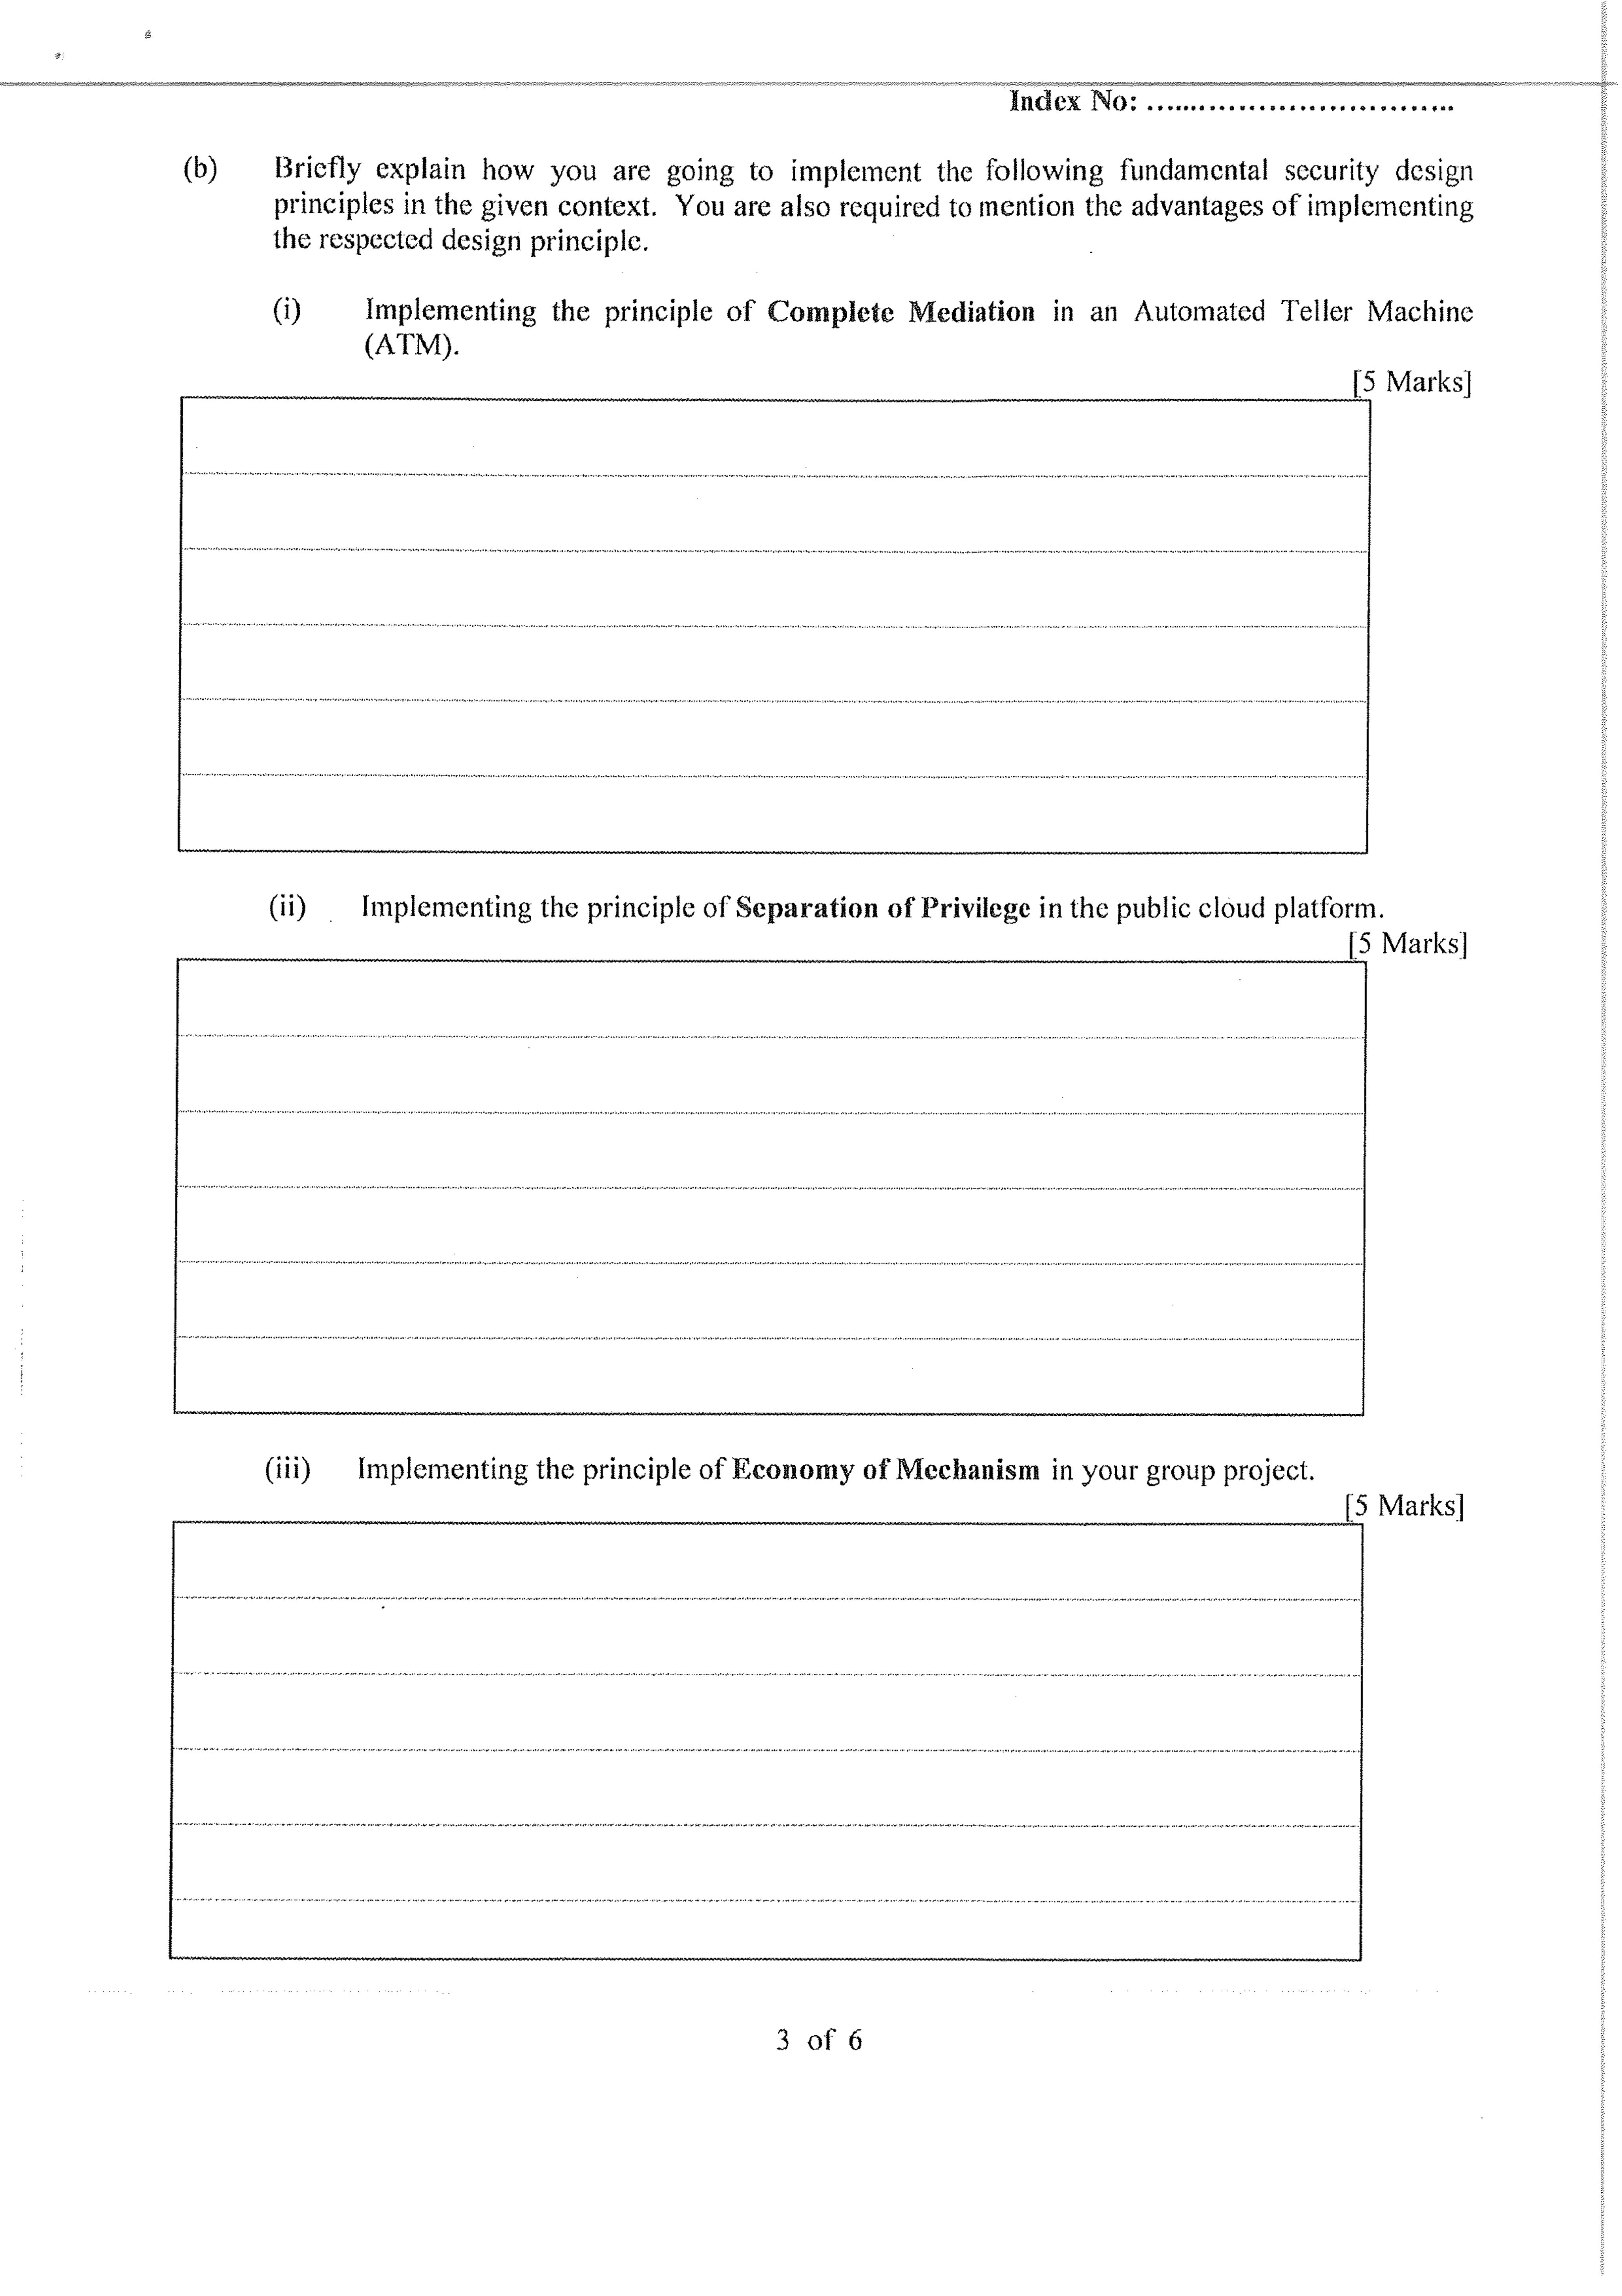 Index No: ..................................
(b) Briefly explain how you are going to implement the following fundamental security design
principles in the given context. You are also required to mention the advantages of implementing
the respected design principle.
(i) Implementing the principle of Complete Mediation in an Automated Teller Machine
(ATM).
[5 Marks]
(ii) Implementing the principle of Separation of Privilege in the public cloud platform.
[5 Marks]
(iii) Implementing the principle of Economy of Mechanism in your group project.
[5 Marks]
3 of 6